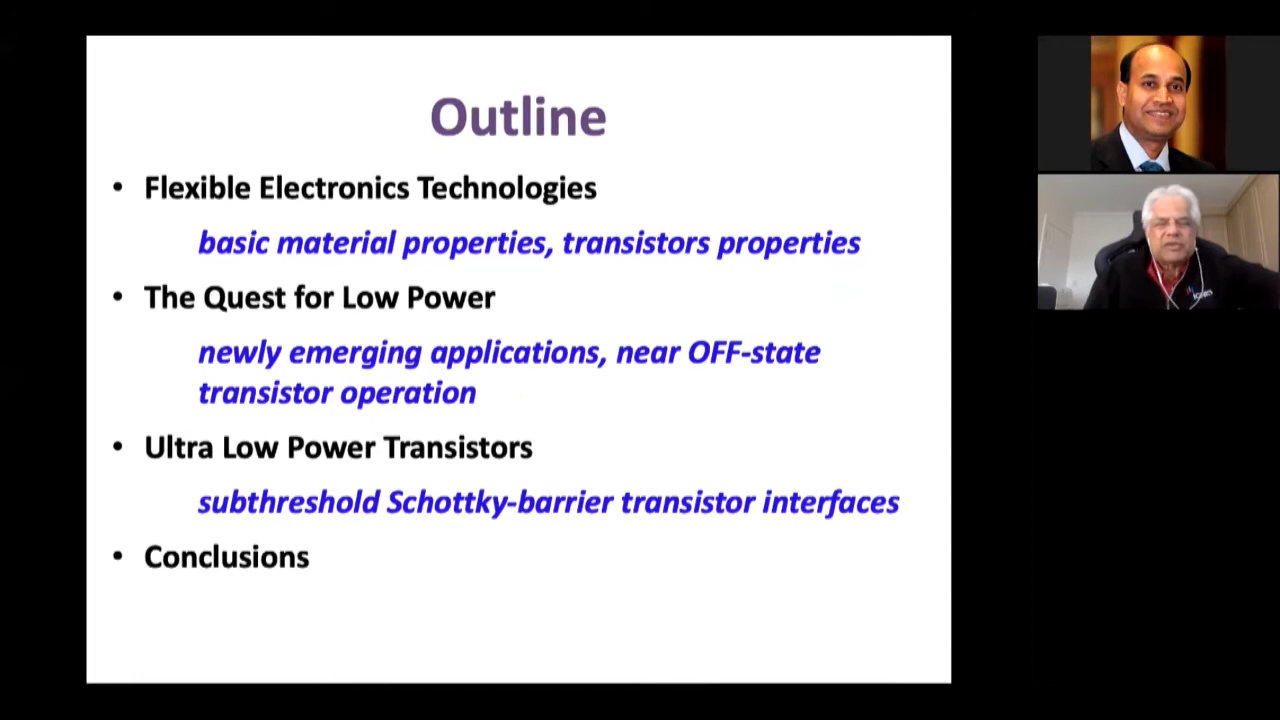 Outline
• Flexible Electronics Technologies
basic material properties, transistors properties
• The Quest for Low Power
newly emerging applications, near OFF-state
transistor operation
• Ultra Low Power Transistors
subthreshold Schottky-barrier transistor interfaces
• Conclusions